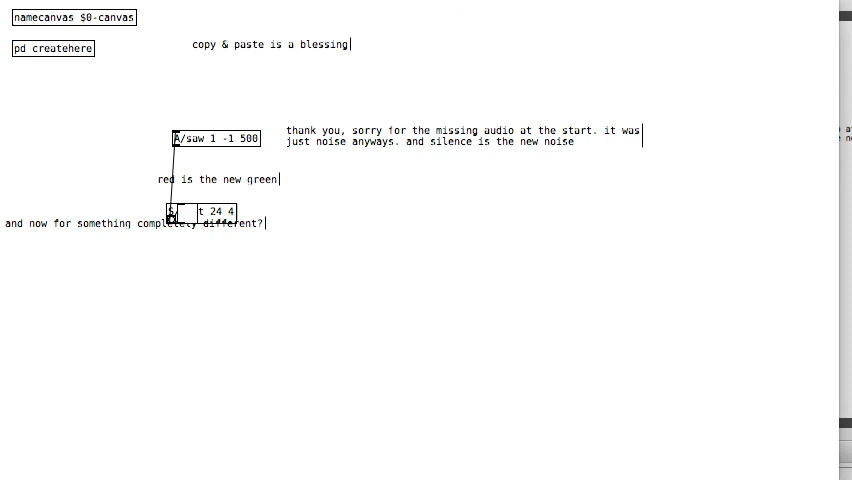 namecanvas $0-canvas
copy & paste is a blessing
pd createhere
A/saw 1 -1 500
thank you, sorry for the missing audio at the start. it was
just noise anyways. and silence is the new noise
red is the new green
t 24 4
and now for something completely different?